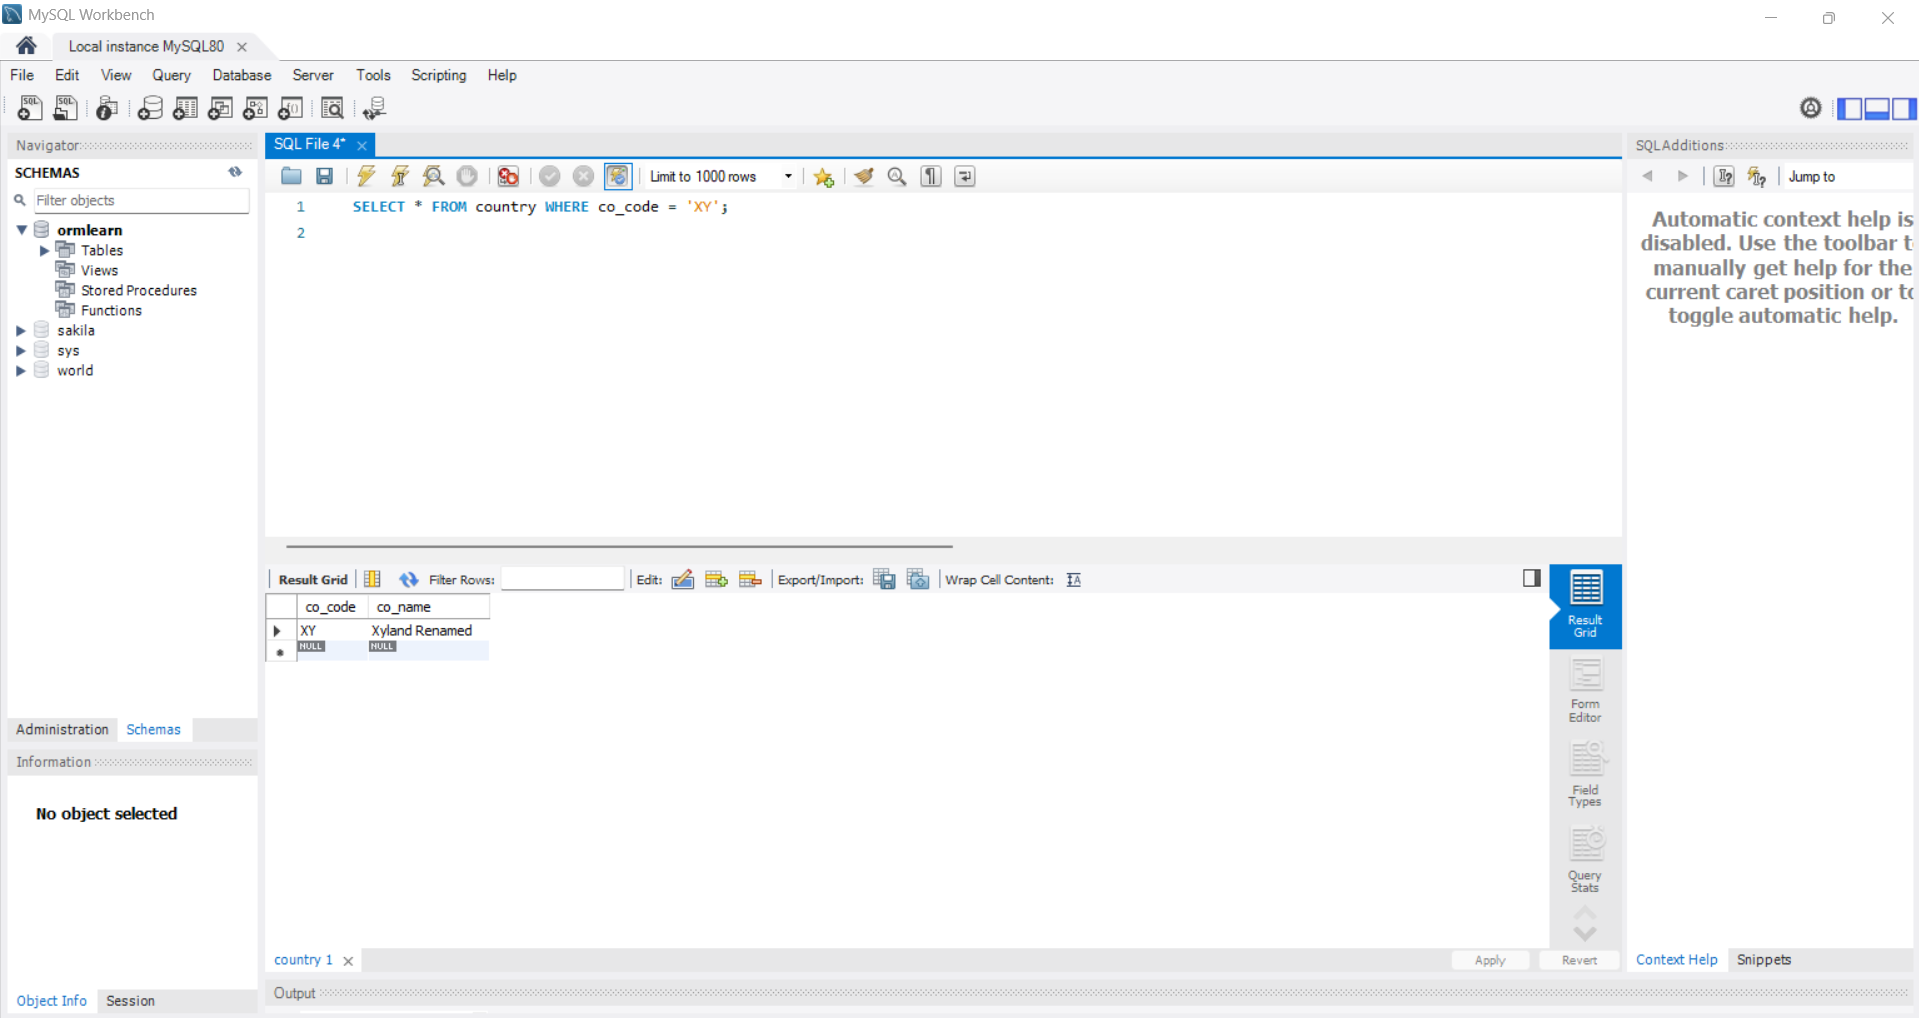 MySQL Workbench
Local instance MySQL80
File Edit View Query Database Server Tools Scripting Help
Navigator
SCHEMAS
Filter objects
ormlearn
Tables
Views
Stored Procedures
Functions
sakila
sys
world
Administration Schemas
Information
No object selected
Object Info Session
SQL File 4*
Limit to 1000 rows
1 SELECT * FROM country WHERE co_code = 'XY';
2
Result Grid Filter Rows: Edit: Export/Import: Wrap Cell Content:
co_code co_name
XY Xyland Renamed
NULL NULL
Result
Grid
Form
Editor
Field
Types
Query
Stats
country 1
Apply Revert
Output
SQLAdditions
Jump to
Automatic context help is
disabled. Use the toolbar t
manually get help for the
current caret position or to
toggle automatic help.
Context Help Snippets